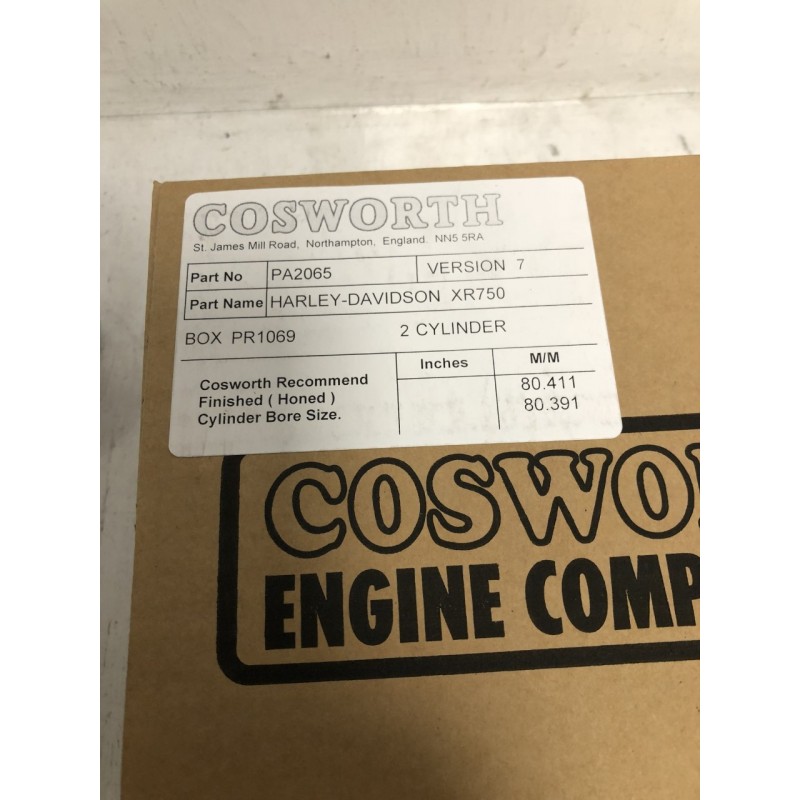 COSWORTH
St. James Mill Road, Northampton, England. NN5 5RA
Part No PA2065 VERSION 7
Part Name HARLEY-DAVIDSON XR750
BOX PR1069 2 CYLINDER
Inches M/M
Cosworth Recommend 80.411
Finished ( Honed ) 80.391
Cylinder Bore Size.
COSWO
ENGINE COMP